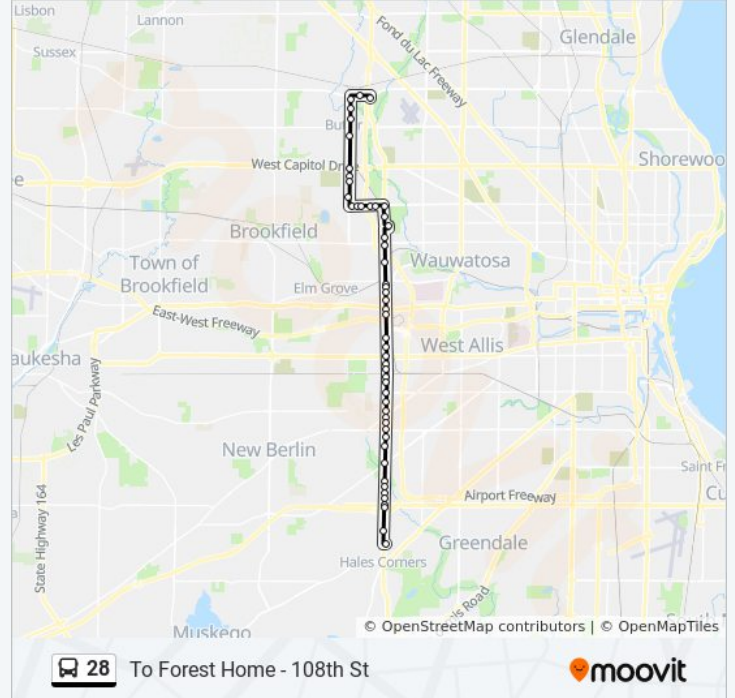 Lisbon
Lannon
Sussex
Fond du Lac Freeway
Glendale
But
West Capitol Dr
Shorewoo
e
Brookfield
Wauwatosa
Town of
Brookfield
Elm Grove
East-West Freeway
West Allis
aukesha
Les Paul Parkway
New Berlin
State Highway 164
Saint Fr
Airport Freeway
Cu
a
Greendale
Hales Corners
Muskego
© OpenStreetMap contributors | © OpenMapTiles
28 To Forest Home - 108th St
moovit